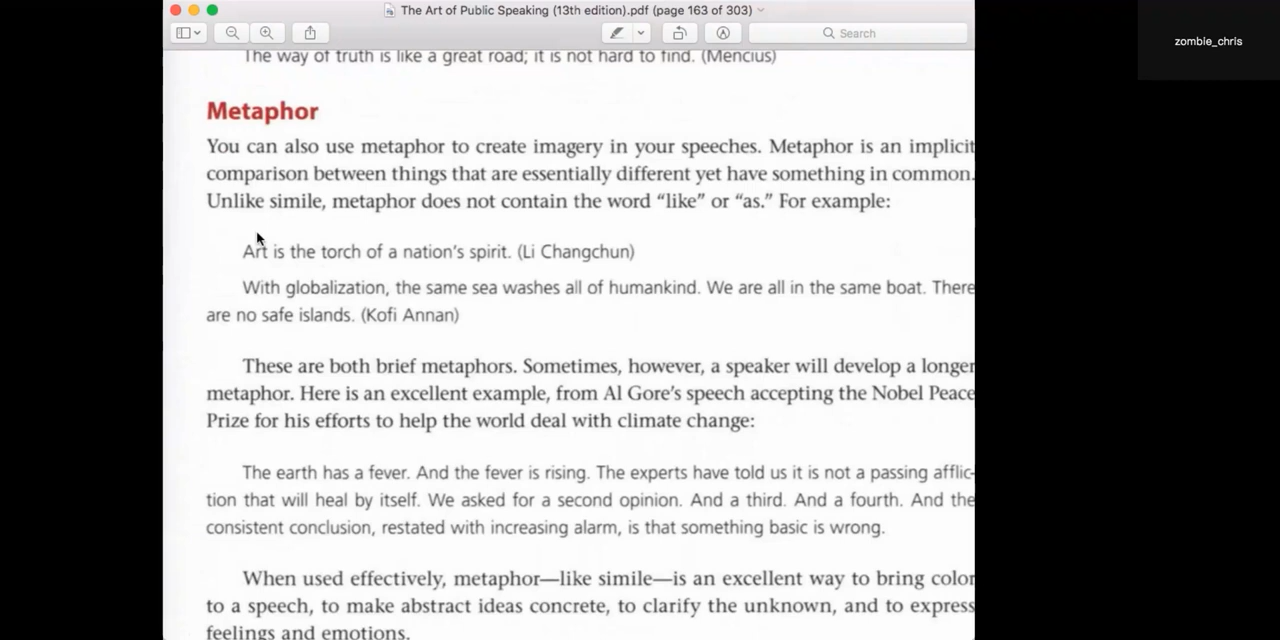 The Art of Public Speaking (13th edition).pdf (page 163 of 303)
Search
zombie_chris
The way of truth is like a great road; it is not hard to find. (Mencius)
Metaphor
You can also use metaphor to create imagery in your speeches. Metaphor is an implicit
comparison between things that are essentially different yet have something in common.
Unlike simile, metaphor does not contain the word “like” or “as.” For example:
Art is the torch of a nation’s spirit. (Li Changchun)
With globalization, the same sea washes all of humankind. We are all in the same boat. There
are no safe islands. (Kofi Annan)
These are both brief metaphors. Sometimes, however, a speaker will develop a longer
metaphor. Here is an excellent example, from Al Gore’s speech accepting the Nobel Peace
Prize for his efforts to help the world deal with climate change:
The earth has a fever. And the fever is rising. The experts have told us it is not a passing afflic-
tion that will heal by itself. We asked for a second opinion. And a third. And a fourth. And the
consistent conclusion, restated with increasing alarm, is that something basic is wrong.
When used effectively, metaphor—like simile—is an excellent way to bring color
to a speech, to make abstract ideas concrete, to clarify the unknown, and to express
feelings and emotions.